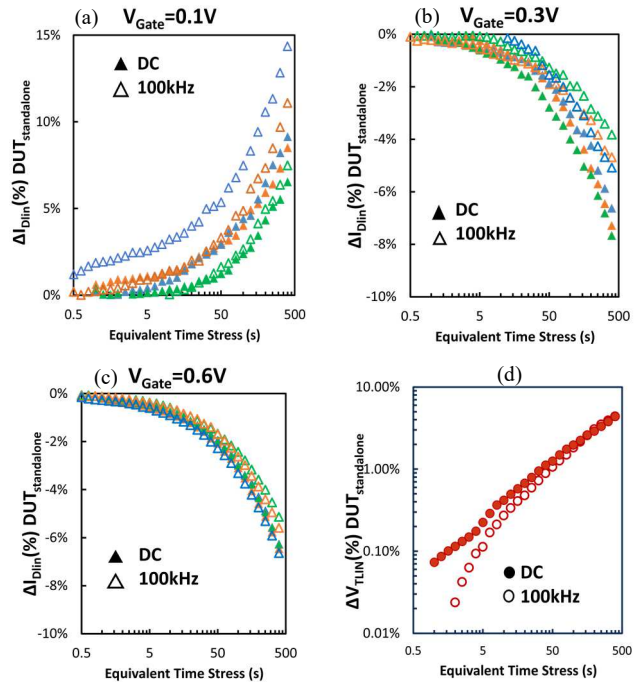 (a) V_Gate=0.1V
ΔI_Dlin(%) DUT_standalone
15%
10%
5%
0%
DC
100kHz
0.5 5 50 500
Equivalent Time Stress (s)
(b) V_Gate=0.3V
ΔI_Dlin(%) DUT_standalone
0%
-2%
-4%
-6%
-8%
-10%
DC
100kHz
0.5 5 50 500
Equivalent Time Stress (s)
(c) V_Gate=0.6V
ΔI_Dlin(%) DUT_standalone
0%
-2%
-4%
-6%
-8%
-10%
DC
100kHz
0.5 5 50 500
Equivalent Time Stress (s)
(d)
ΔV_TLIN(%) DUT_standalone
10.00%
1.00%
0.10%
0.01%
DC
100kHz
0.5 5 50 500
Equivalent Time Stress (s)